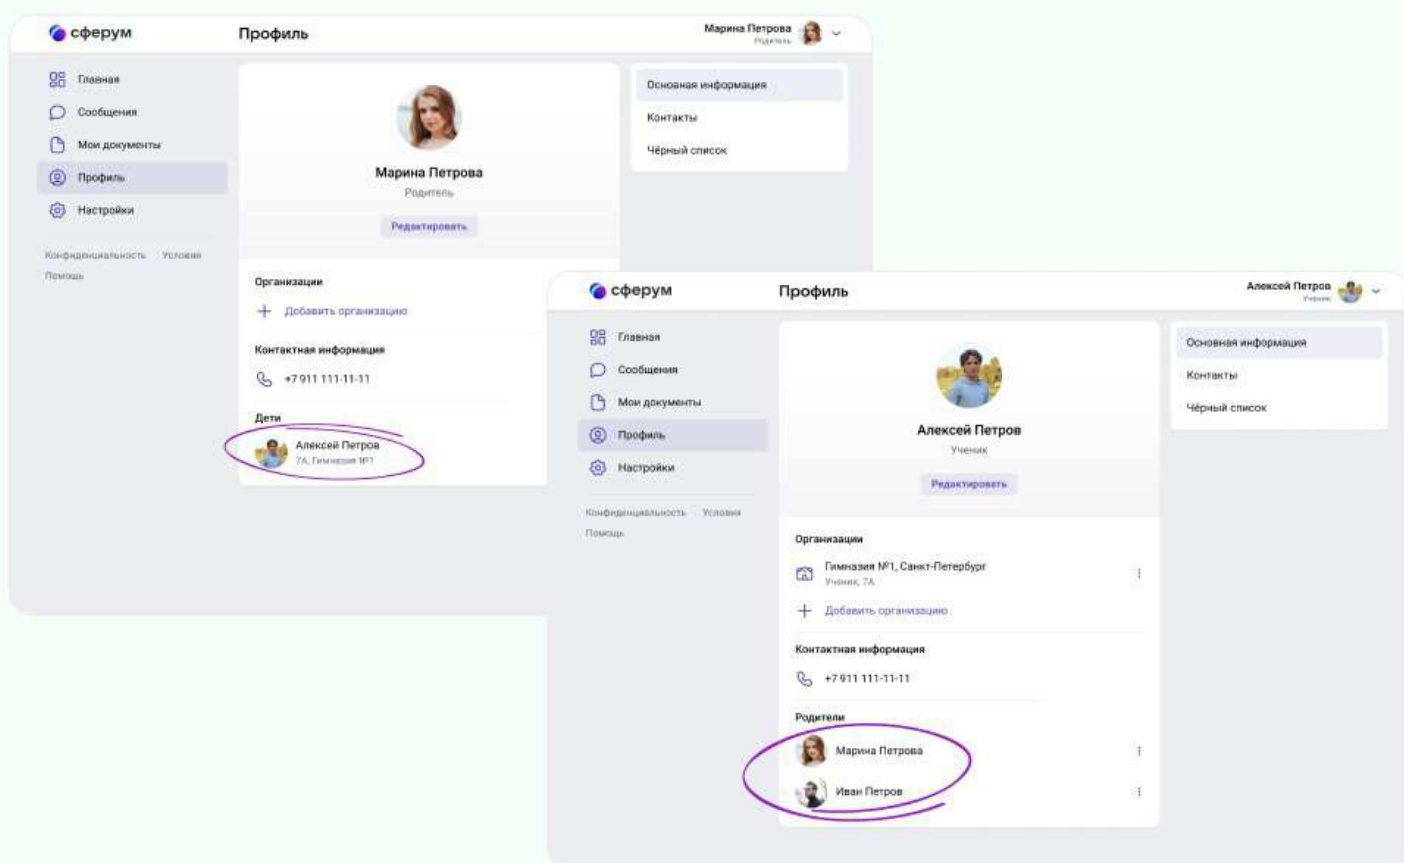 сферум
Профиль
Марина Петрова
Родитель
Главная
Сообщения
Мои документы
Профиль
Настройки
Конфиденциальность Условия
Помощь
Марина Петрова
Родитель
Редактировать
Организации
Добавить организацию
Контактная информация
+7 911 111-11-11
Дети
Алексей Петров
7А, Гимназия №1
Основная информация
Контакты
Чёрный список
сферум
Профиль
Алексей Петров
Ученик
Главная
Сообщения
Мои документы
Профиль
Настройки
Конфиденциальность Условия
Помощь
Алексей Петров
Ученик
Редактировать
Организации
Гимназия №1, Санкт-Петербург
Ученик, 7А
Добавить организацию
Контактная информация
+7 911 111-11-11
Родители
Марина Петрова
Иван Петров
Основная информация
Контакты
Чёрный список